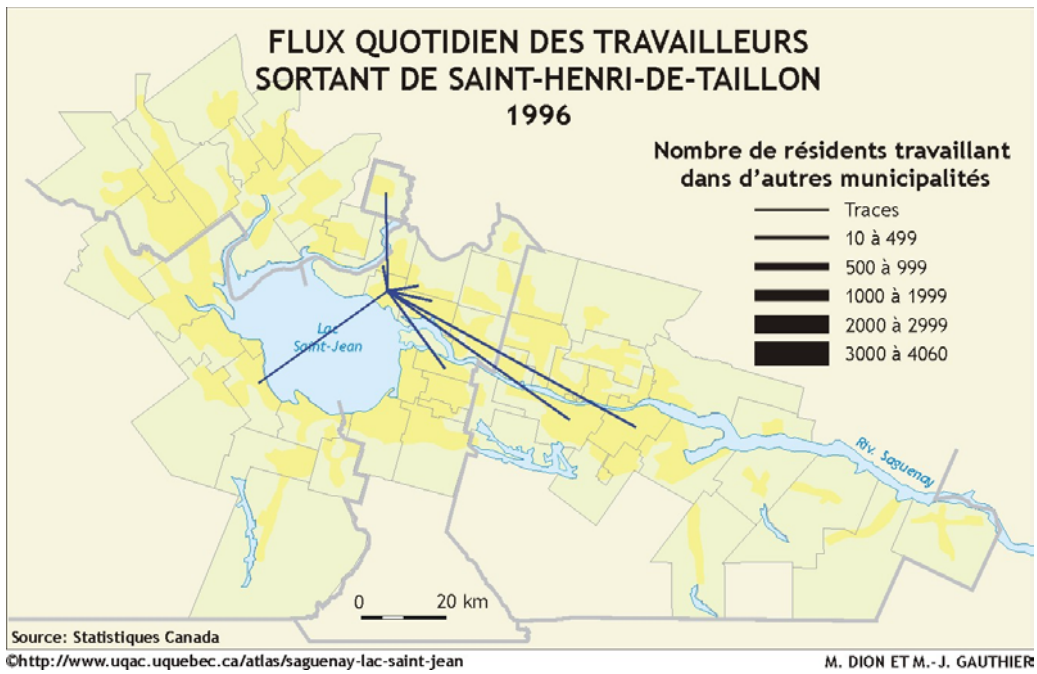 FLUX QUOTIDIEN DES TRAVAILLEURS
SORTANT DE SAINT-HENRI-DE-TAILLON
1996
Nombre de résidents travaillant
dans d'autres municipalités
Traces
10 à 499
500 à 999
1000 à 1999
2000 à 2999
3000 à 4060
Lac
Saint-Jean
Riv. Saguenay
0 20 km
Source: Statistiques Canada
©http://www.uqac.uquebec.ca/atlas/saguenay-lac-saint-jean
M. DION ET M.-J. GAUTHIER